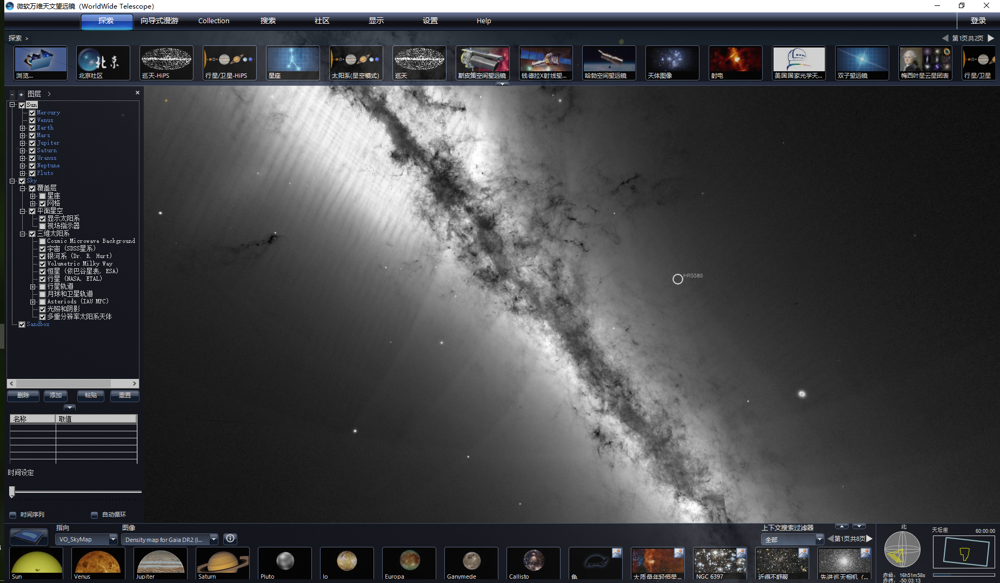 微软万维天文望远镜 (WorldWide Telescope)
探索 向导式漫游 Collection 搜索 社区 显示 设置 Help 登录
探索 > 第1页共2页
浏览... 北京社区 巡天-HiPS 行星/卫星-HiPS 星座 太阳系(星空模式) 巡天 斯皮策空间望远镜 钱德拉X射线望... 哈勃空间望远镜 天体图像 射电 美国国家光学天... 双子望远镜 梅西叶星云星团表 行星/卫星
北京
- + 图层 >
Sun
Mercury
Venus
Earth
Mars
Jupiter
Saturn
Uranus
Neptune
Pluto
Sky
覆盖层
星座
网格
平面星空
显示太阳系
视场指示器
三维太阳系
Cosmic Microwave Background
宇宙 (SDSS星系)
银河系 (Dr. R. Hurt)
Volumetric Milky Way
恒星 (依巴谷星表, ESA)
行星 (NASA, ETAL)
行星轨道
月球和卫星轨道
Asteriods (IAU MPC)
光照和阴影
多重分辨率太阳系天体
Sandbox
HR5580
删除 添加 粘贴 重置
名称 取值
时间设定
时间序列 自动循环
指向 图像
VO_SkyMap Density map for Gaia DR2 (I...
上下文搜索过滤器
全部 第1页共8页
北 天坛座 60:00:00
赤经: 16h51m58s
赤纬: -50:03:13
Sun Venus Jupiter Saturn Pluto Io Europa Ganymede Callisto 龟 大质量年轻恒星... NGC 6397 近得不舒服 先进巡天相机 (...